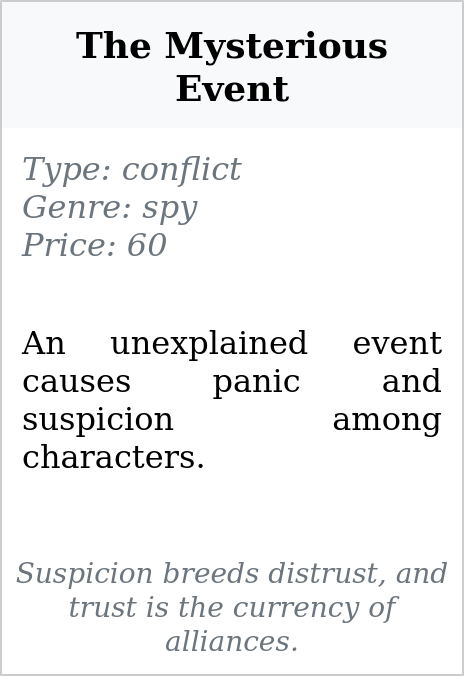 The Mysterious
Event
Type: conflict
Genre: spy
Price: 60
An unexplained event
causes panic and
suspicion among
characters.
Suspicion breeds distrust, and
trust is the currency of
alliances.